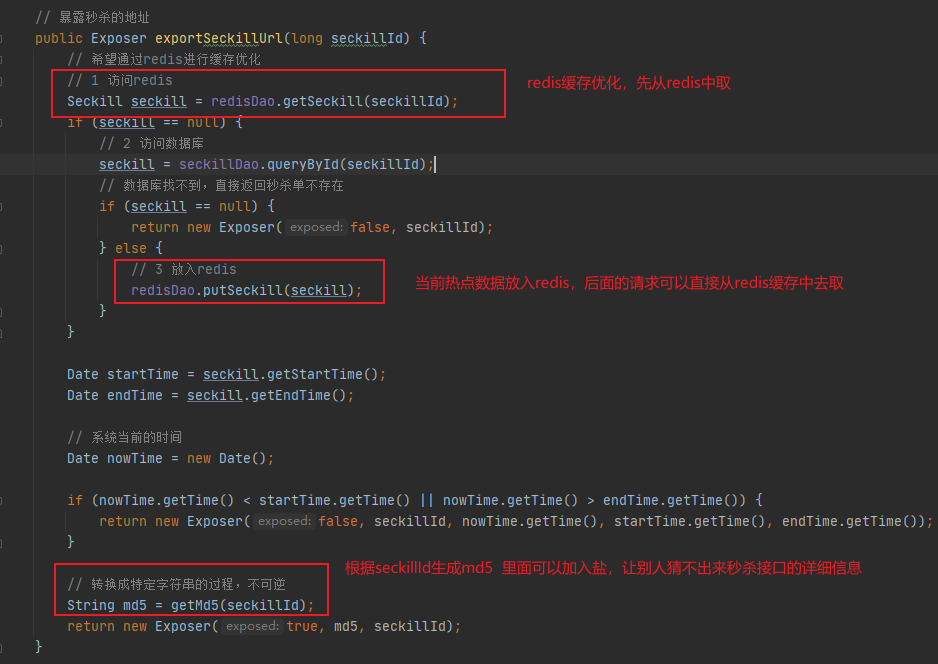 // 暴露秒杀的地址
public Exposer exportSeckillUrl(long seckillId) {
// 希望通过redis进行缓存优化
// 1 访问redis
Seckill seckill = redisDao.getSeckill(seckillId);
redis缓存优化，先从redis中取
if (seckill == null) {
// 2 访问数据库
seckill = seckillDao.queryById(seckillId);
// 数据库找不到，直接返回秒杀单不存在
if (seckill == null) {
return new Exposer( exposed: false, seckillId);
} else {
// 3 放入redis
redisDao.putSeckill(seckill);
当前热点数据放入redis，后面的请求可以直接从redis缓存中去取
}
}
Date startTime = seckill.getStartTime();
Date endTime = seckill.getEndTime();
// 系统当前的时间
Date nowTime = new Date();
if (nowTime.getTime() < startTime.getTime() || nowTime.getTime() > endTime.getTime()) {
return new Exposer( exposed: false, seckillId, nowTime.getTime(), startTime.getTime(), endTime.getTime());
}
根据seckillId生成md5 里面可以加入盐，让别人猜不出来秒杀接口的详细信息
// 转换成特定字符串的过程，不可逆
String md5 = getMd5(seckillId);
return new Exposer( exposed: true, md5, seckillId);
}